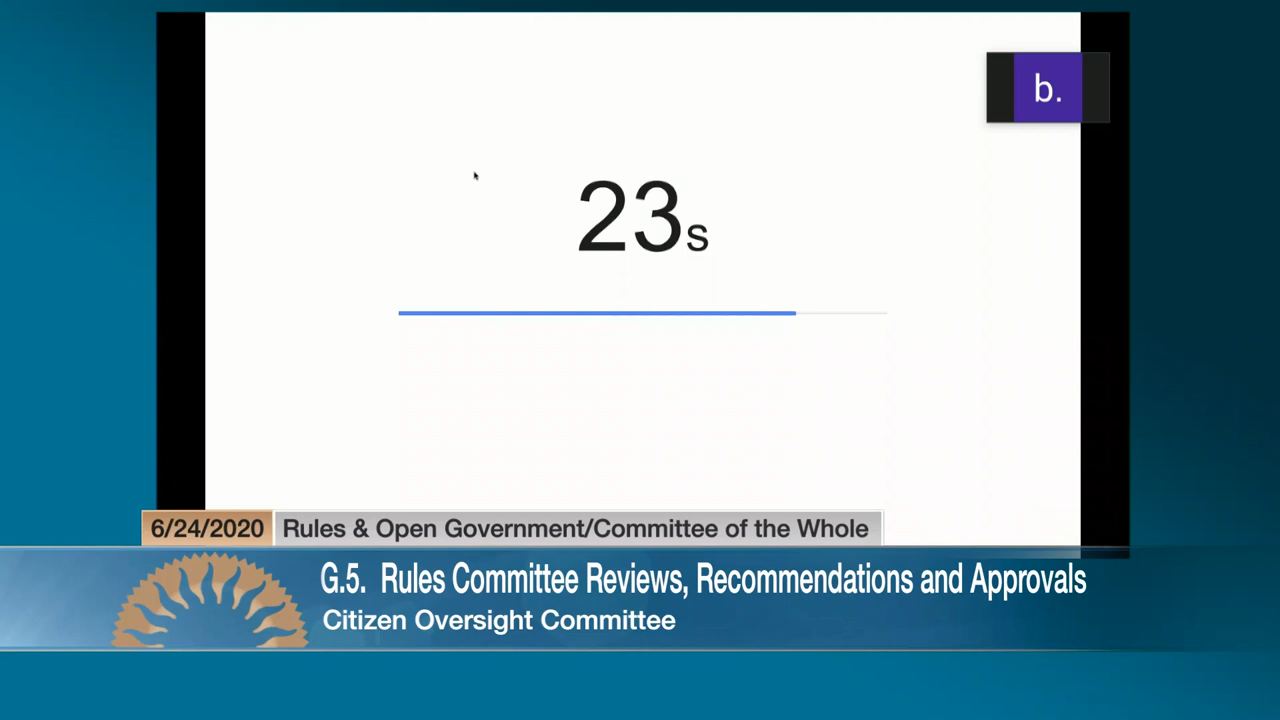 b.
23s
6/24/2020 Rules & Open Government/Committee of the Whole
G.5. Rules Committee Reviews, Recommendations and Approvals
Citizen Oversight Committee